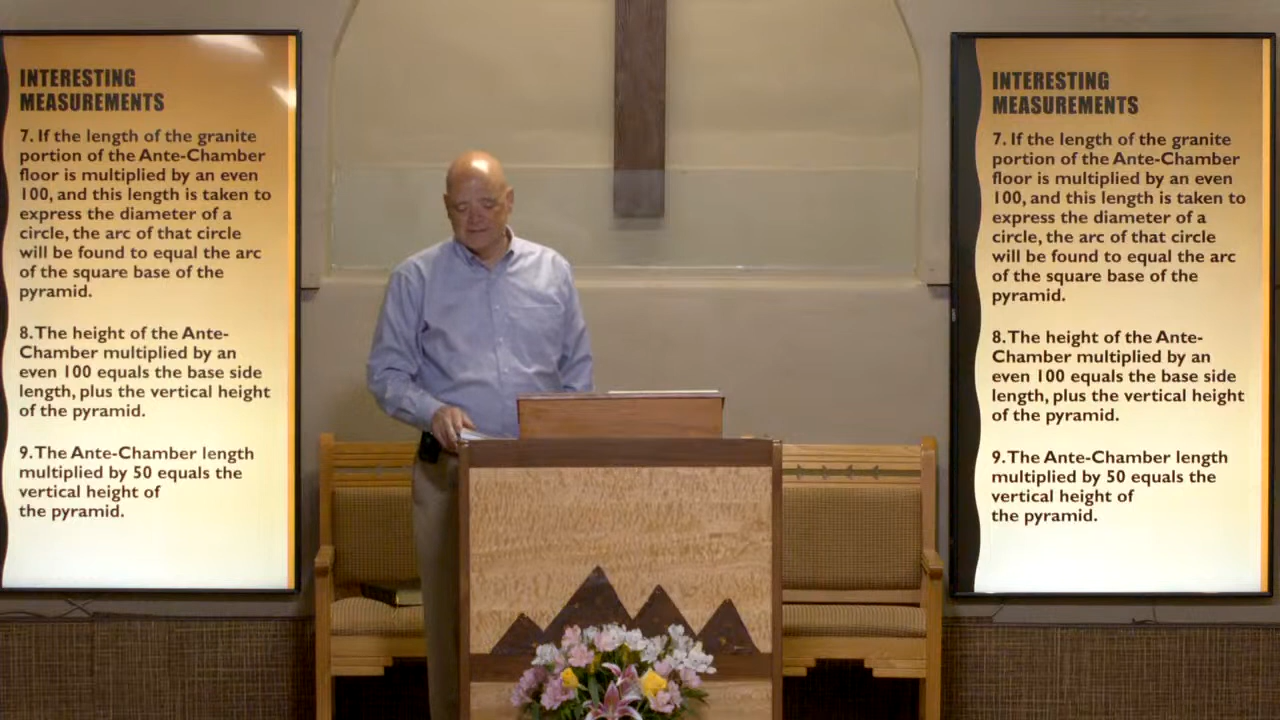 INTERESTING
MEASUREMENTS
7. If the length of the granite
portion of the Ante-Chamber
floor is multiplied by an even
100, and this length is taken to
express the diameter of a
circle, the arc of that circle
will be found to equal the arc
of the square base of the
pyramid.
8. The height of the Ante-
Chamber multiplied by an
even 100 equals the base side
length, plus the vertical height
of the pyramid.
9. The Ante-Chamber length
multiplied by 50 equals the
vertical height of
the pyramid.
INTERESTING
MEASUREMENTS
7. If the length of the granite
portion of the Ante-Chamber
floor is multiplied by an even
100, and this length is taken to
express the diameter of a
circle, the arc of that circle
will be found to equal the arc
of the square base of the
pyramid.
8. The height of the Ante-
Chamber multiplied by an
even 100 equals the base side
length, plus the vertical height
of the pyramid.
9. The Ante-Chamber length
multiplied by 50 equals the
vertical height of
the pyramid.